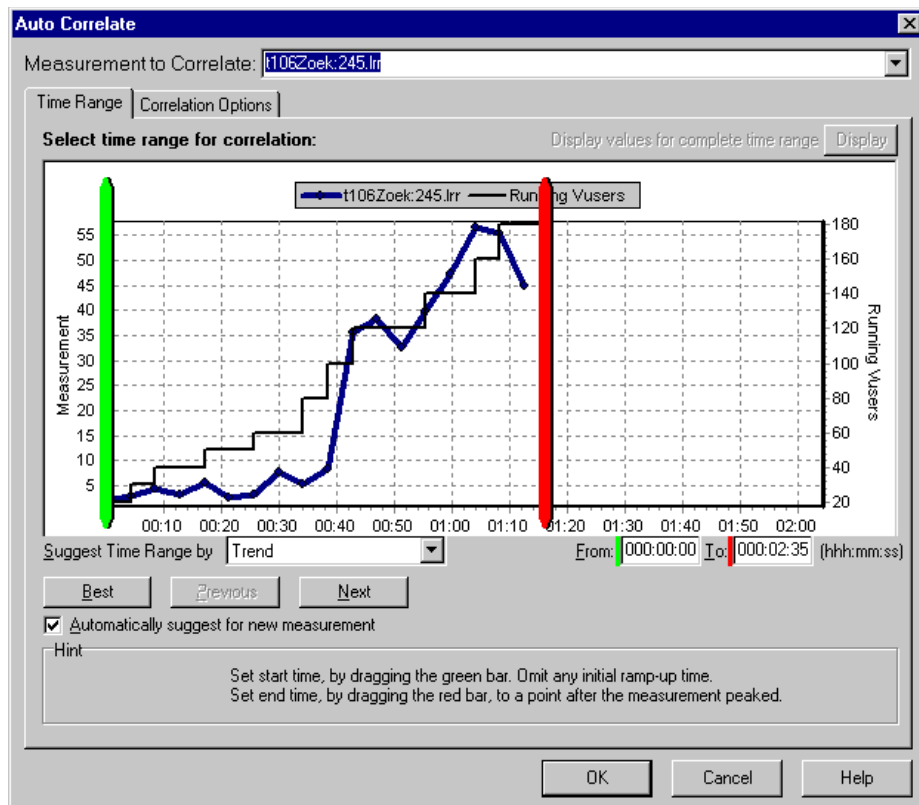 Auto Correlate
Measurement to Correlate: t106Zoek:245.lrr
Time Range Correlation Options
Select time range for correlation: Display values for complete time range Display
t106Zoek:245.lrr Running Vusers
55
50
45
40
35
30
25
20
15
10
5
Measurement
180
160
140
120
100
80
60
40
20
Running Vusers
00:10 00:20 00:30 00:40 00:50 01:00 01:10 01:20 01:30 01:40 01:50 02:00
Suggest Time Range by Trend From: 000:00:00 To: 000:02:35 (hhh:mm:ss)
Best Previous Next
Automatically suggest for new measurement
Hint
Set start time, by dragging the green bar. Omit any initial ramp-up time.
Set end time, by dragging the red bar, to a point after the measurement peaked.
OK Cancel Help